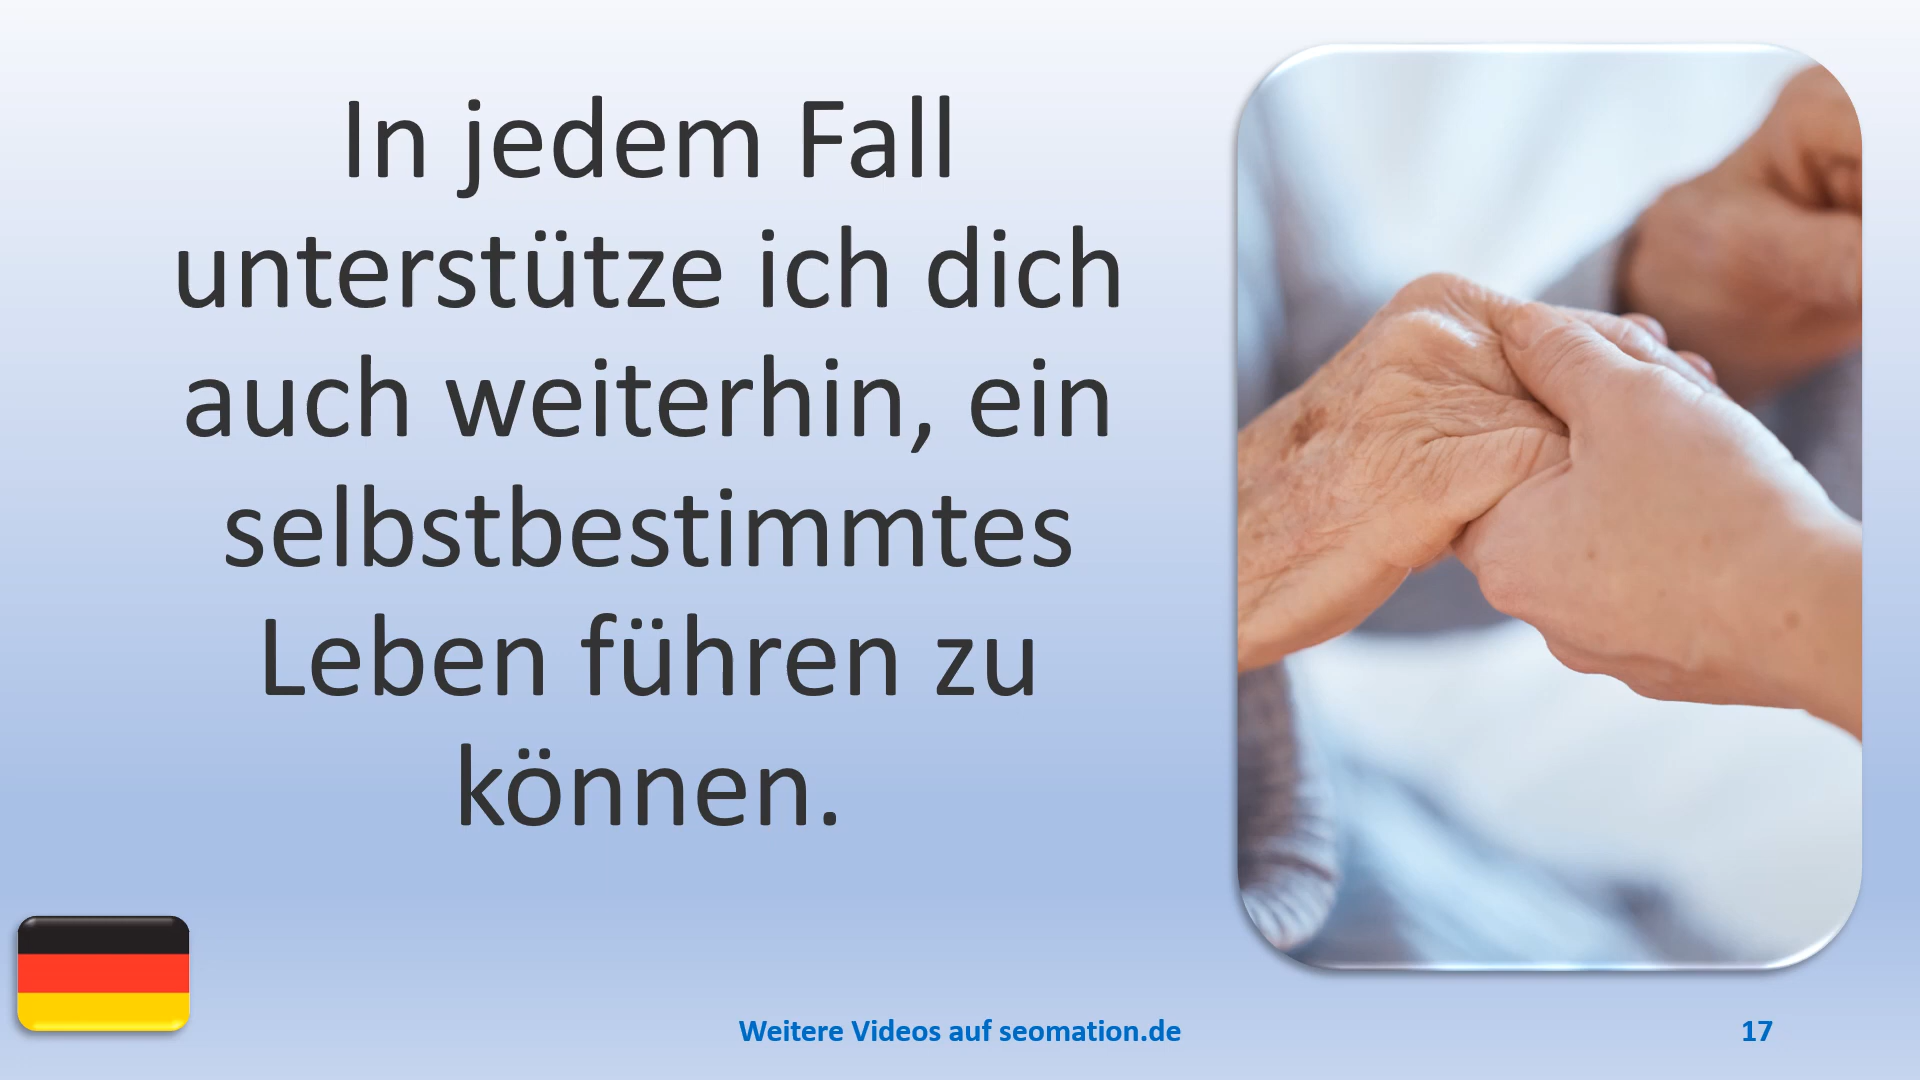 In jedem Fall
unterstütze ich dich
auch weiterhin, ein
selbstbestimmtes
Leben führen zu
können.
Weitere Videos auf seomation.de
17